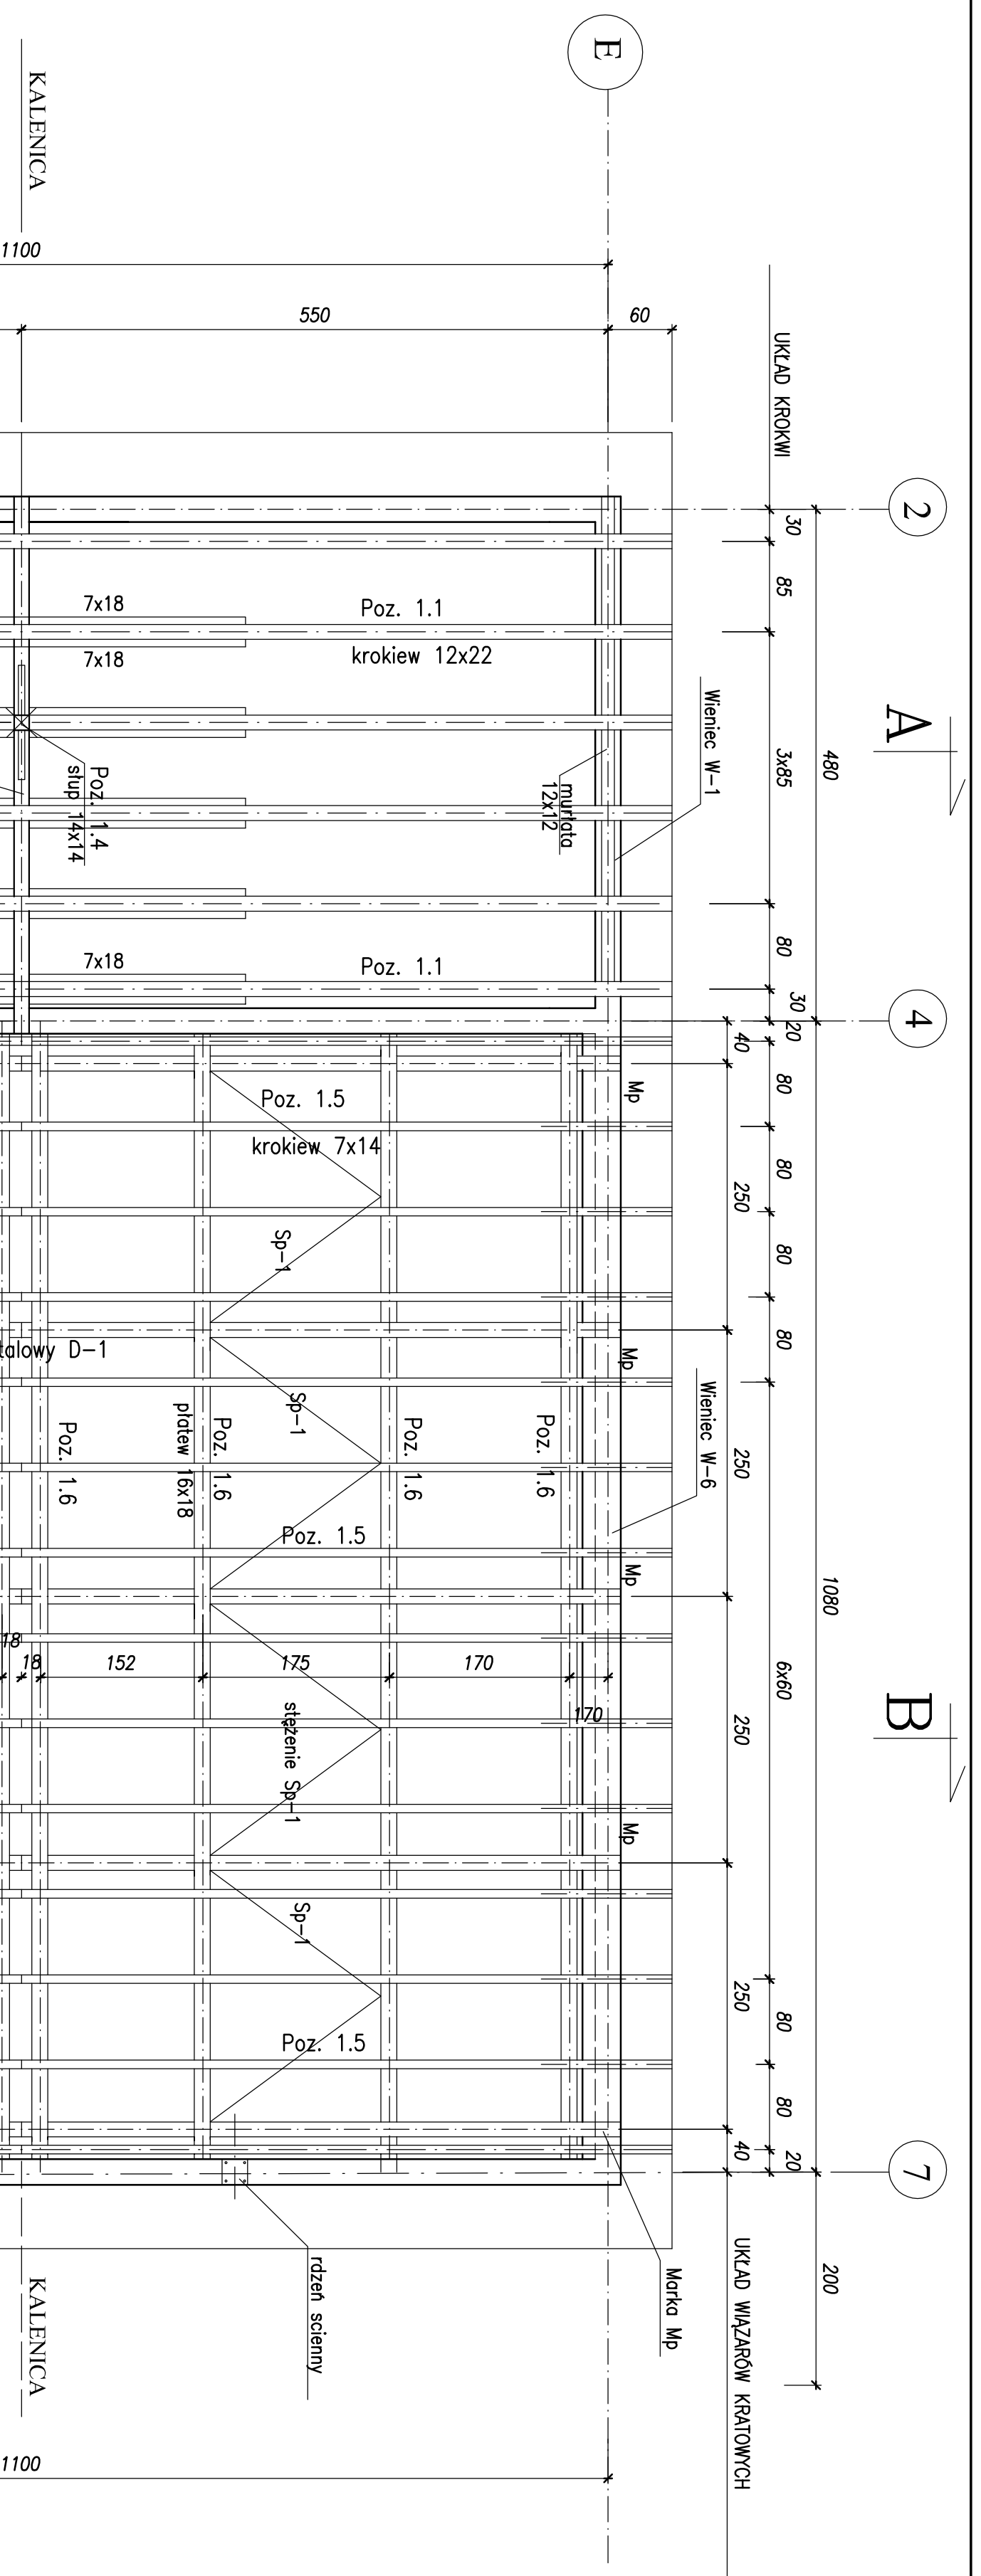 E
KALENICA
1100
550
60
UKŁAD KROKWI
2
30
85
3x85
80
30
480
4
A
7x18
7x18
Poz. 1.1
krokiew 12x22
Wieniec W-1
murłata
12x12
Poz. 1.4
słup 14x14
7x18
Poz. 1.1
20
40
80
80
80
80
250
Mp
Poz. 1.5
krokiew 7x14
Sp-1
talowy D-1
Mp
Sp-1
Wieniec W-6
250
Poz. 1.6
płatew 16x18
Poz. 1.6
Poz. 1.6
Poz. 1.6
Poz. 1.5
Mp
1080
6x60
B
18
18
152
175
170
170
250
stężenie Sp-1
Mp
Sp-1
250
80
80
Poz. 1.5
40
20
7
200
rdzeń scienny
Marka Mp
UKŁAD WIĄZARÓW KRATOWYCH
KALENICA
1100